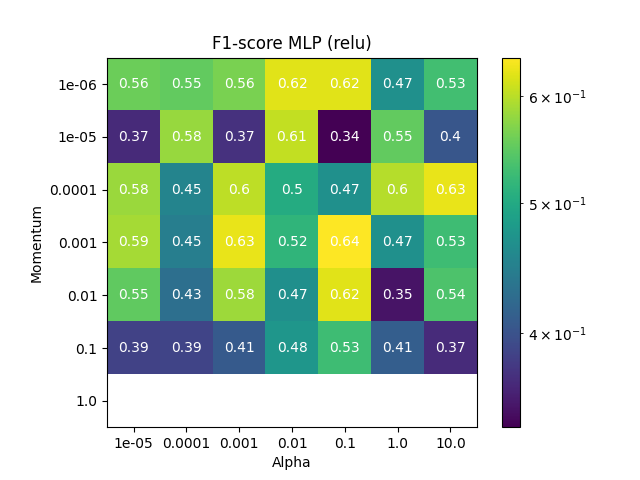 F1-score MLP (relu)
Momentum
1e-06 0.56 0.55 0.56 0.62 0.62 0.47 0.53
1e-05 0.37 0.58 0.37 0.61 0.34 0.55 0.4
0.0001 0.58 0.45 0.6 0.5 0.47 0.6 0.63
0.001 0.59 0.45 0.63 0.52 0.64 0.47 0.53
0.01 0.55 0.43 0.58 0.47 0.62 0.35 0.54
0.1 0.39 0.39 0.41 0.48 0.53 0.41 0.37
1.0
1e-05 0.0001 0.001 0.01 0.1 1.0 10.0
Alpha
6 × 10⁻¹
5 × 10⁻¹
4 × 10⁻¹